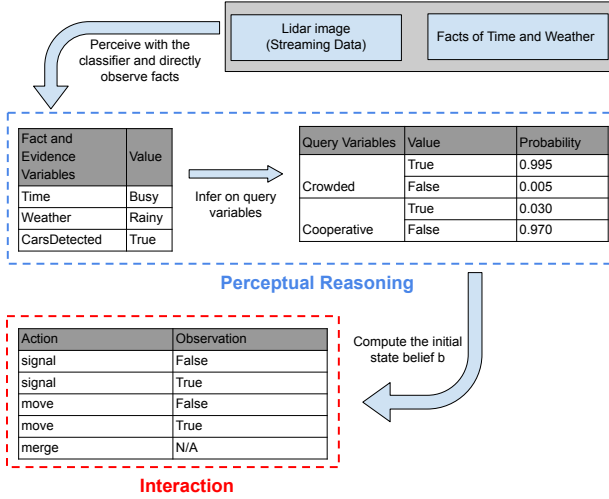 Lidar image
(Streaming Data)
Facts of Time and Weather
Perceive with the
classifier and directly
observe facts
Fact and
Evidence
Variables
Value
Time
Busy
Weather
Rainy
CarsDetected
True
Infer on query
variables
Query Variables
Value
Probability
Crowded
True
0.995
False
0.005
Cooperative
True
0.030
False
0.970
Perceptual Reasoning
Compute the initial
state belief b
Action
Observation
signal
False
signal
True
move
False
move
True
merge
N/A
Interaction